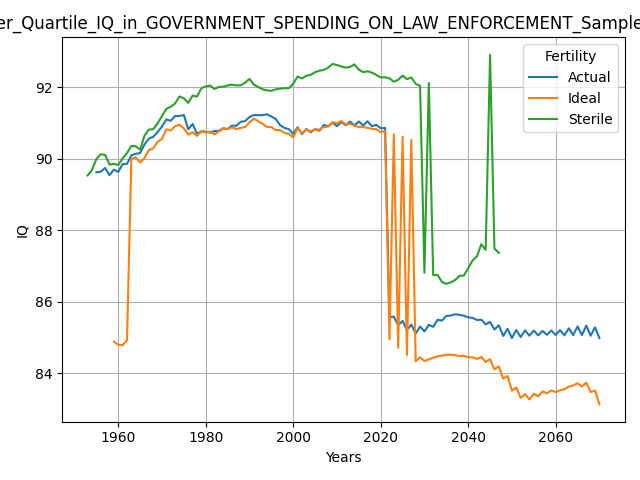 er_Quartile_IQ_in_GOVERNMENT_SPENDING_ON_LAW_ENFORCEMENT_Sample
Fertility
Actual
Ideal
Sterile
IQ
92
90
88
86
84
1960
1980
2000
2020
2040
2060
Years